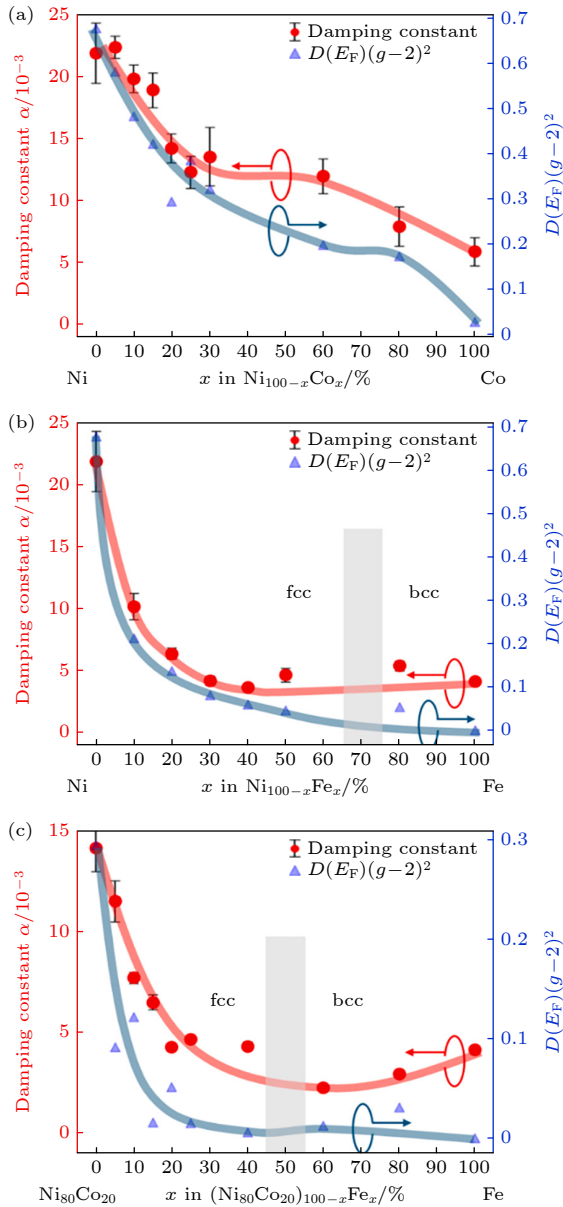 (a)
Damping constant
D(E_F)(g−2)²
Damping constant α/10⁻³
25
20
15
10
5
0
D(E_F)(g−2)²
0.7
0.6
0.5
0.4
0.3
0.2
0.1
0
0 10 20 30 40 50 60 70 80 90 100
Ni x in Ni₁₀₀₋ₓCoₓ/% Co
(b)
Damping constant
D(E_F)(g−2)²
Damping constant α/10⁻³
25
20
15
10
5
0
fcc bcc
D(E_F)(g−2)²
0.7
0.6
0.5
0.4
0.3
0.2
0.1
0
0 10 20 30 40 50 60 70 80 90 100
Ni x in Ni₁₀₀₋ₓFeₓ/% Fe
(c)
Damping constant
D(E_F)(g−2)²
Damping constant α/10⁻³
15
10
5
0
fcc bcc
D(E_F)(g−2)²
0.3
0.2
0.1
0
0 10 20 30 40 50 60 70 80 90 100
Ni₈₀Co₂₀ x in (Ni₈₀Co₂₀)₁₀₀₋ₓFeₓ/% Fe